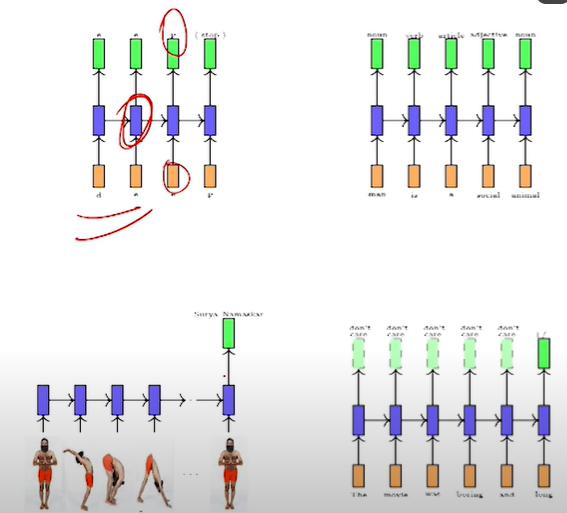 e e p ⟨stop⟩
d e e p
noun verb article adjective noun
man is a social animal
Surya Namaskar
...
don't care don't care don't care don't care don't care
The movie was boring and long